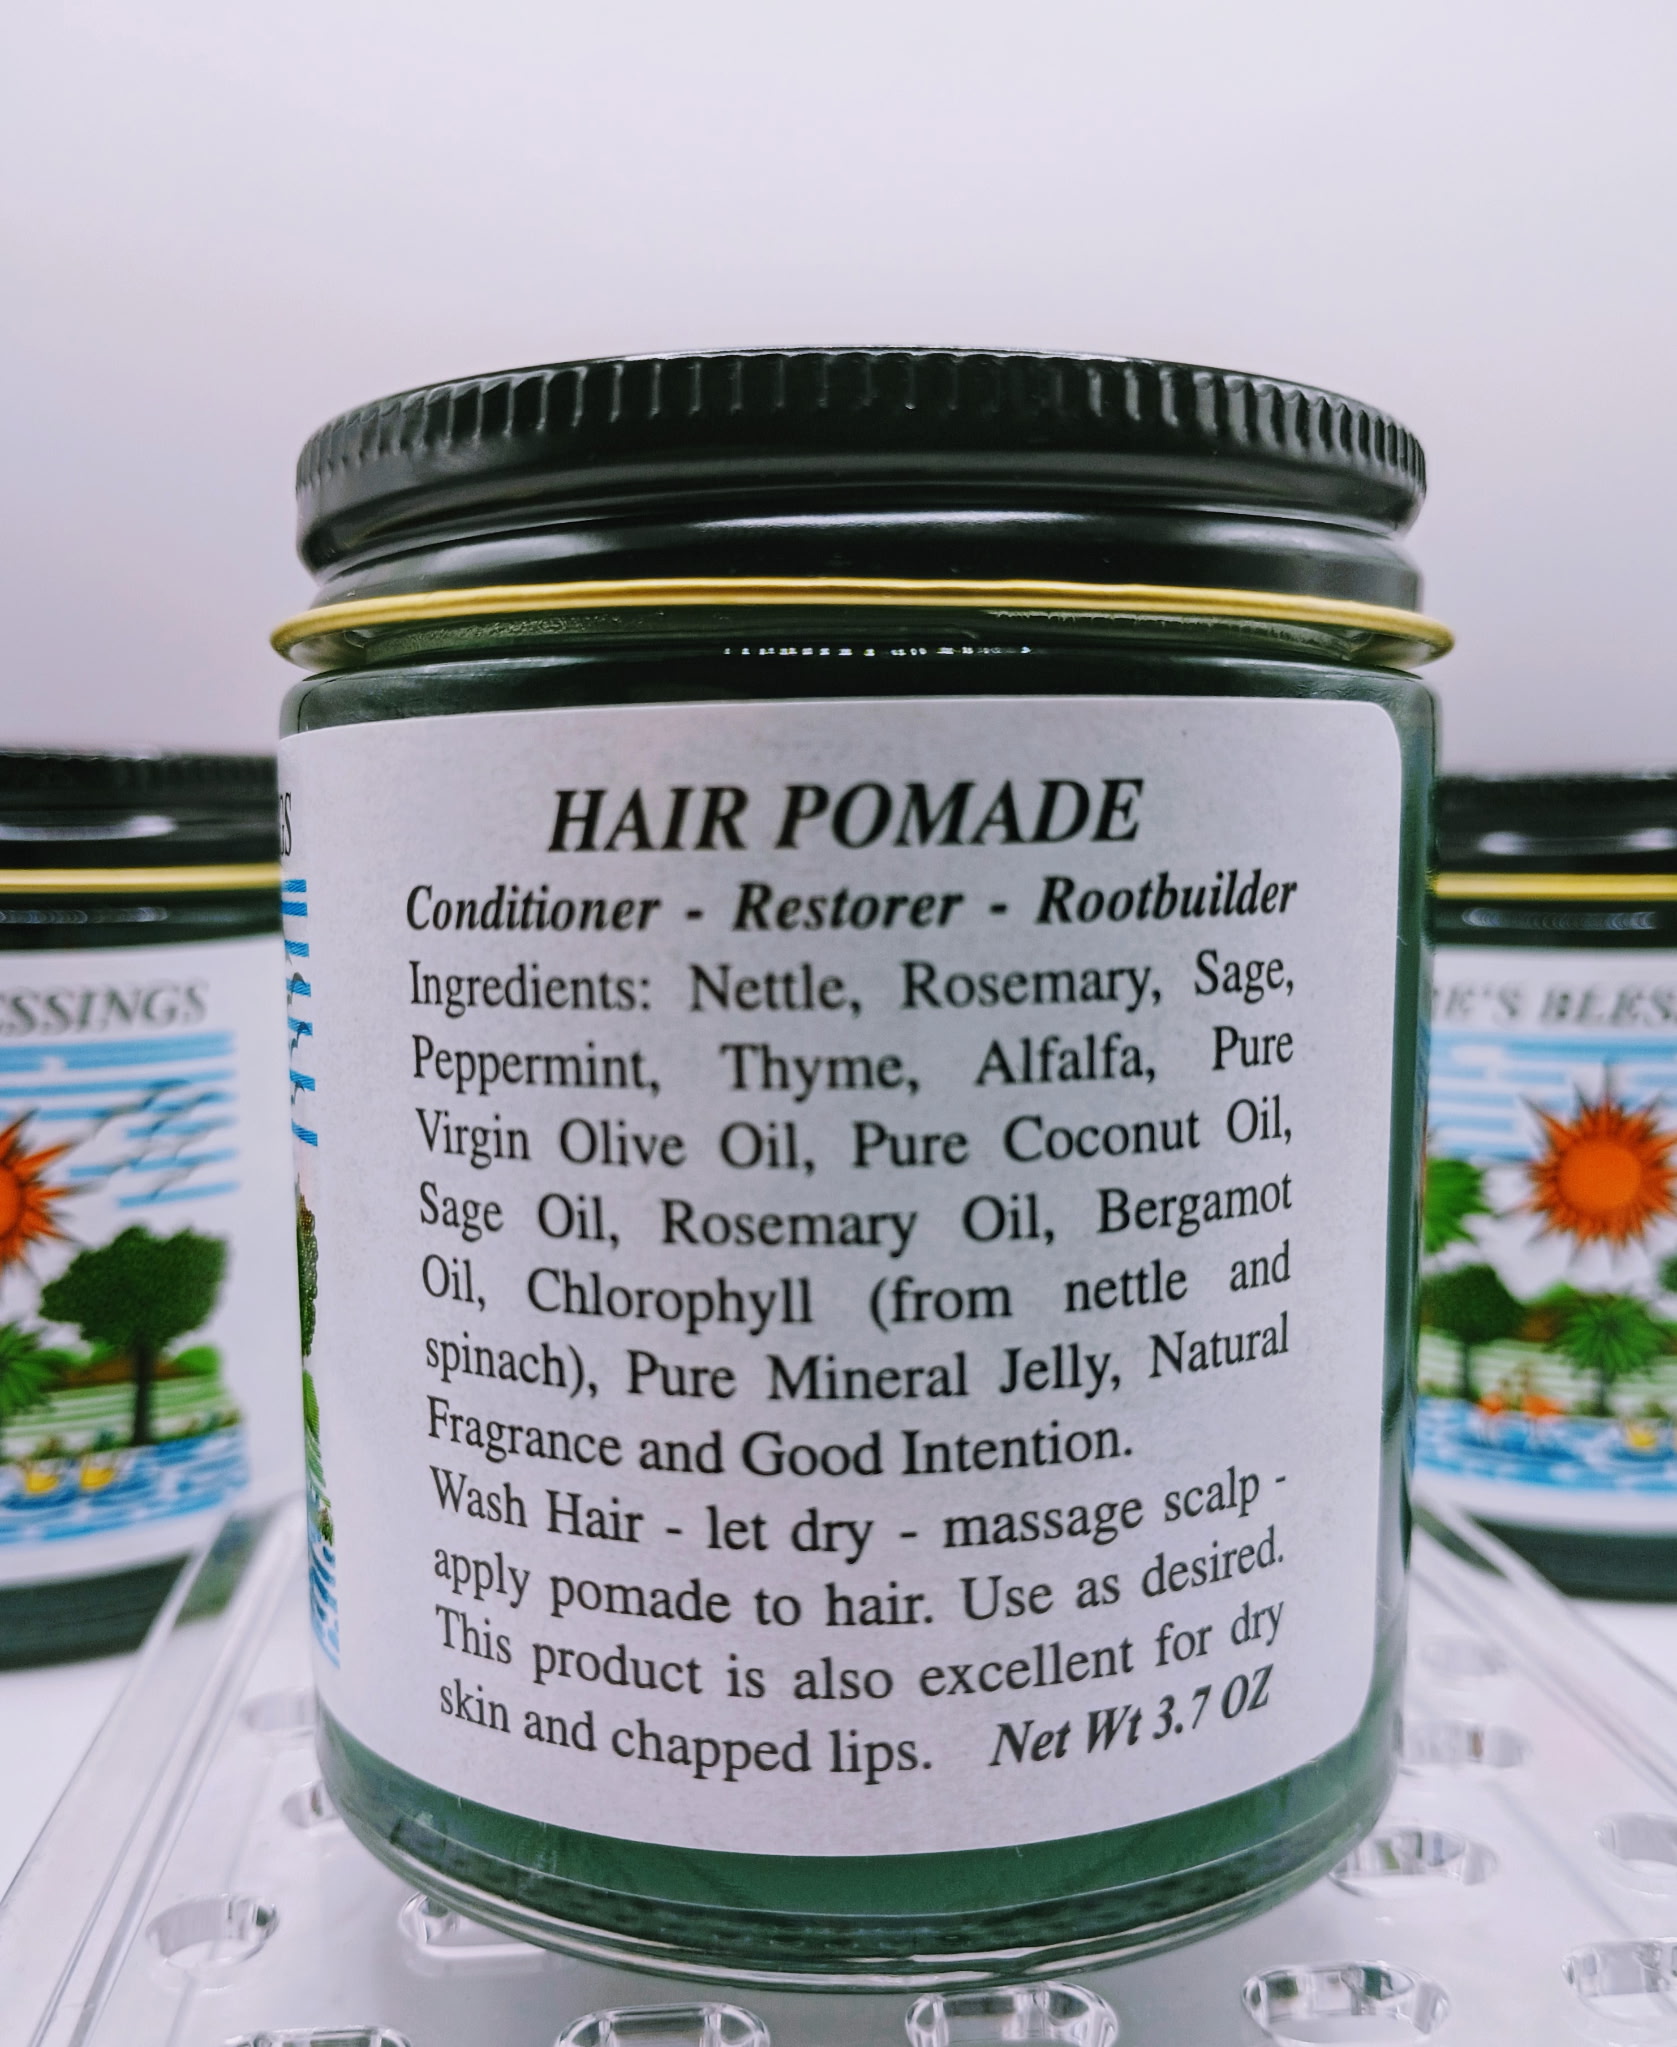 HAIR POMADE
Conditioner - Restorer - Rootbuilder
Ingredients: Nettle, Rosemary, Sage,
Peppermint, Thyme, Alfalfa, Pure
Virgin Olive Oil, Pure Coconut Oil,
Sage Oil, Rosemary Oil, Bergamot
Oil, Chlorophyll (from nettle and
spinach), Pure Mineral Jelly, Natural
Fragrance and Good Intention.
Wash Hair - let dry - massage scalp -
apply pomade to hair. Use as desired.
This product is also excellent for dry
skin and chapped lips. Net Wt 3.7 OZ
GS
ESSINGS
E'S BLES